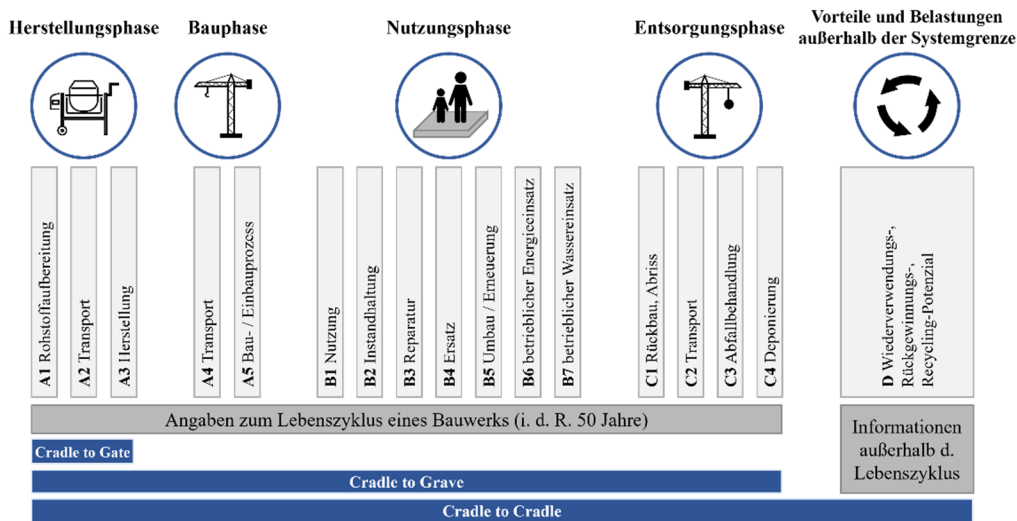 Herstellungsphase
Bauphase
Nutzungsphase
Entsorgungsphase
Vorteile und Belastungen
außerhalb der Systemgrenze
A1 Rohstoffaufbereitung
A2 Transport
A3 Herstellung
A4 Transport
A5 Bau- / Einbauprozess
B1 Nutzung
B2 Instandhaltung
B3 Reparatur
B4 Ersatz
B5 Umbau / Erneuerung
B6 betrieblicher Energieeinsatz
B7 betrieblicher Wassereinsatz
C1 Rückbau, Abriss
C2 Transport
C3 Abfallbehandlung
C4 Deponierung
D Wiederverwendungs-,
Rückgewinnungs-,
Recycling-Potenzial
Angaben zum Lebenszyklus eines Bauwerks (i. d. R. 50 Jahre)
Informationen
außerhalb d.
Lebenszyklus
Cradle to Gate
Cradle to Grave
Cradle to Cradle